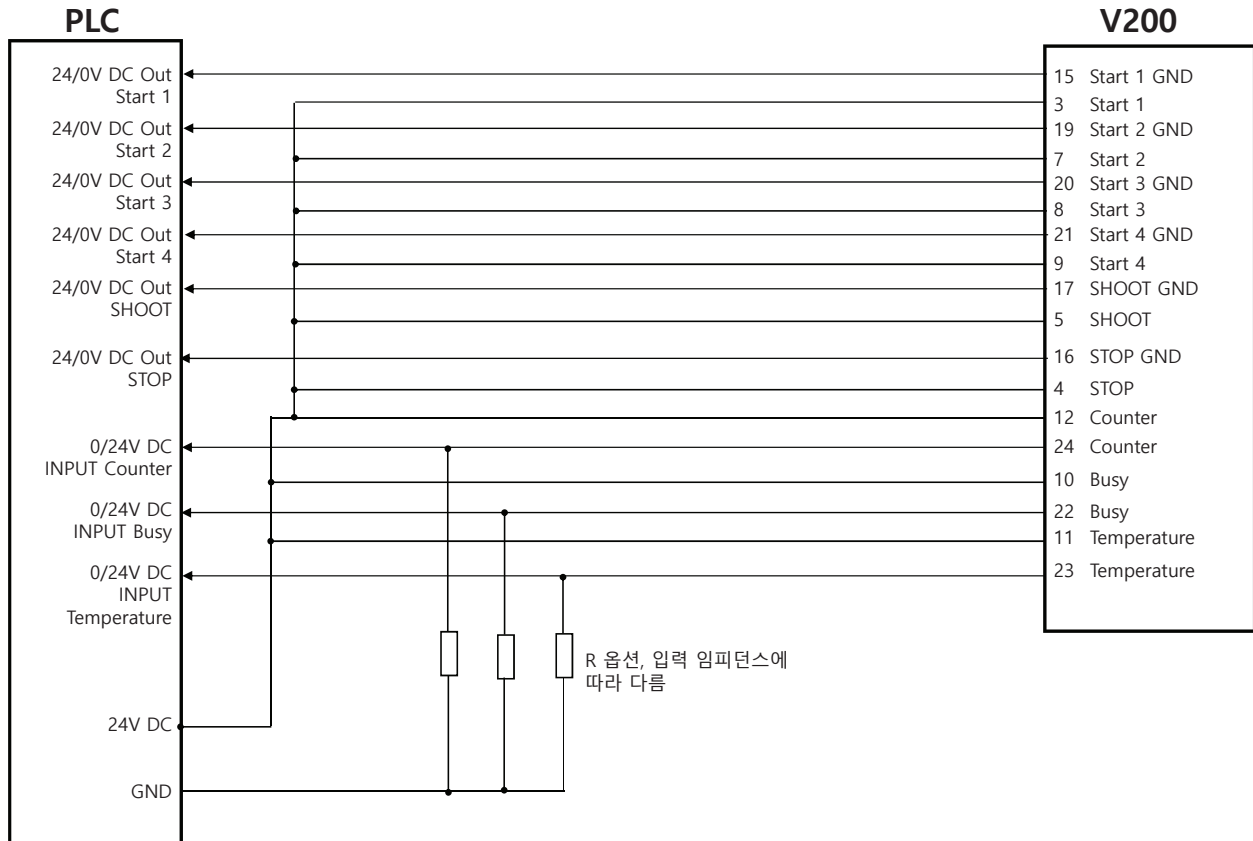 PLC
V200
24/0V DC Out
Start 1
24/0V DC Out
Start 2
24/0V DC Out
Start 3
24/0V DC Out
Start 4
24/0V DC Out
SHOOT
24/0V DC Out
STOP
0/24V DC
INPUT Counter
0/24V DC
INPUT Busy
0/24V DC
INPUT
Temperature
24V DC
GND
R 옵션, 입력 임피던스에
따라 다름
15 Start 1 GND
3 Start 1
19 Start 2 GND
7 Start 2
20 Start 3 GND
8 Start 3
21 Start 4 GND
9 Start 4
17 SHOOT GND
5 SHOOT
16 STOP GND
4 STOP
12 Counter
24 Counter
10 Busy
22 Busy
11 Temperature
23 Temperature